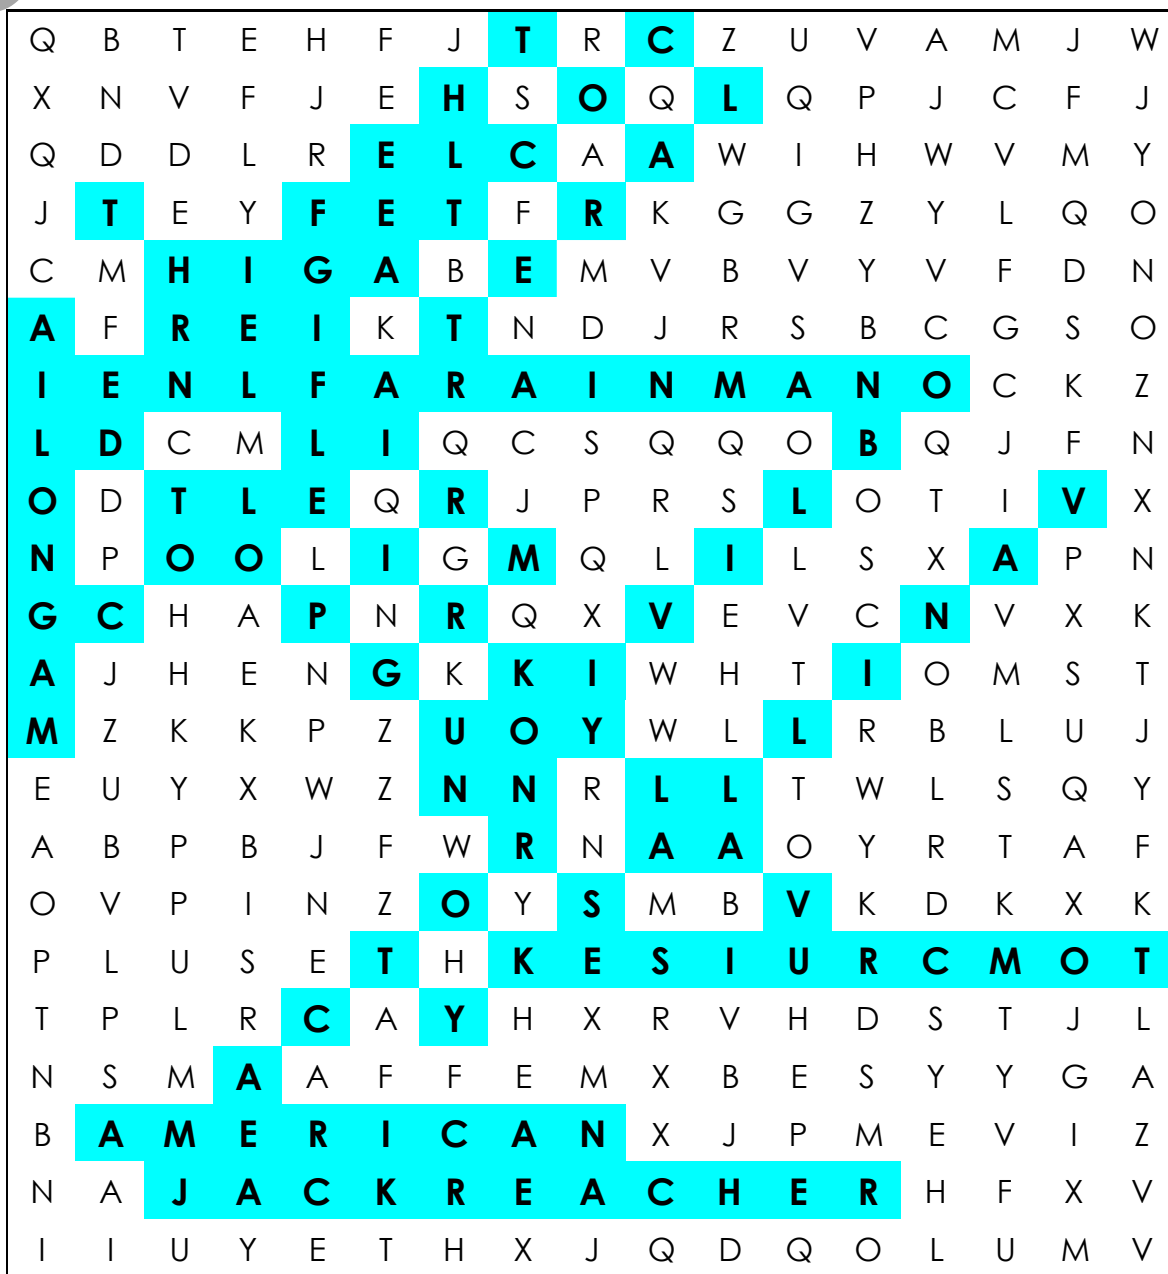 Q B T E H F J T R C Z U V A M J W
X N V F J E H S O Q L Q P J C F J
Q D D L R E L C A A W I H W V M Y
J T E Y F E T F R K G G Z Y L Q O
C M H I G A B E M V B V Y V F D N
A F R E I K T N D J R S B C G S O
I E N L F A R A I N M A N O C K Z
L D C M L I Q C S Q Q O B Q J F N
O D T L E Q R J P R S L O T I V X
N P O O L I G M Q L I L S X A P N
G C H A P N R Q X V E V C N V X K
A J H E N G K K I W H T I O M S T
M Z K K P Z U O Y W L L R B L U J
E U Y X W Z N N R L L T W L S Q Y
A B P B J F W R N A A O Y R T A F
O V P I N Z O Y S M B V K D K X K
P L U S E T H K E S I U R C M O T
T P L R C A Y H X R V H D S T J L
N S M A A F F E M X B E S Y Y G A
B A M E R I C A N X J P M E V I Z
N A J A C K R E A C H E R H F X V
I I U Y E T H X J Q D Q O L U M V